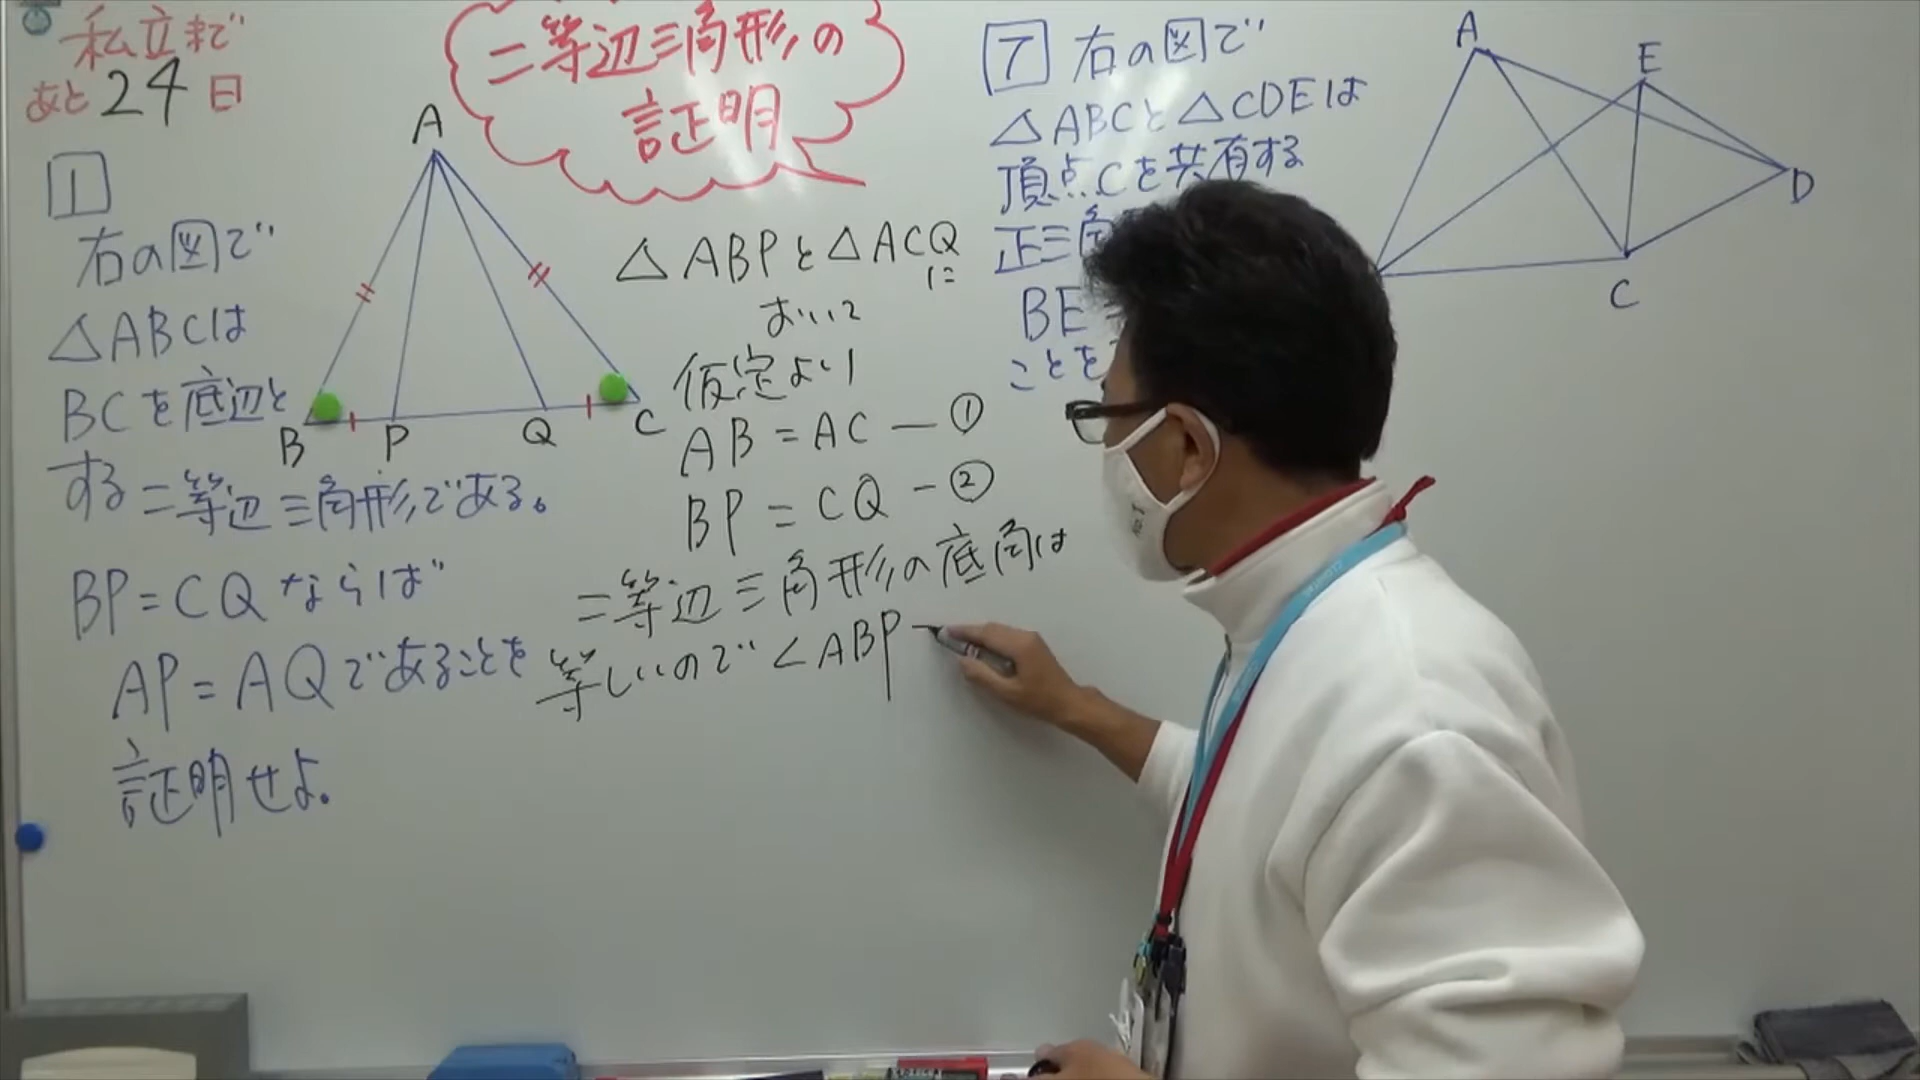 私立まで
あと24日
二等辺三角形の
証明
1
右の図で
△ABCは
BCを底辺と
する二等辺三角形である。
BP=CQならば
AP=AQであることを
証明せよ。
A
B
P
Q
C
△ABPと△ACQに
おいて
仮定より
AB=AC―①
BP=CQ―②
二等辺三角形の底角は
等しいので∠ABP
7
右の図で
△ABCと△CDEは
頂点Cを共有する
正三角
BE
ことを
A
E
D
C